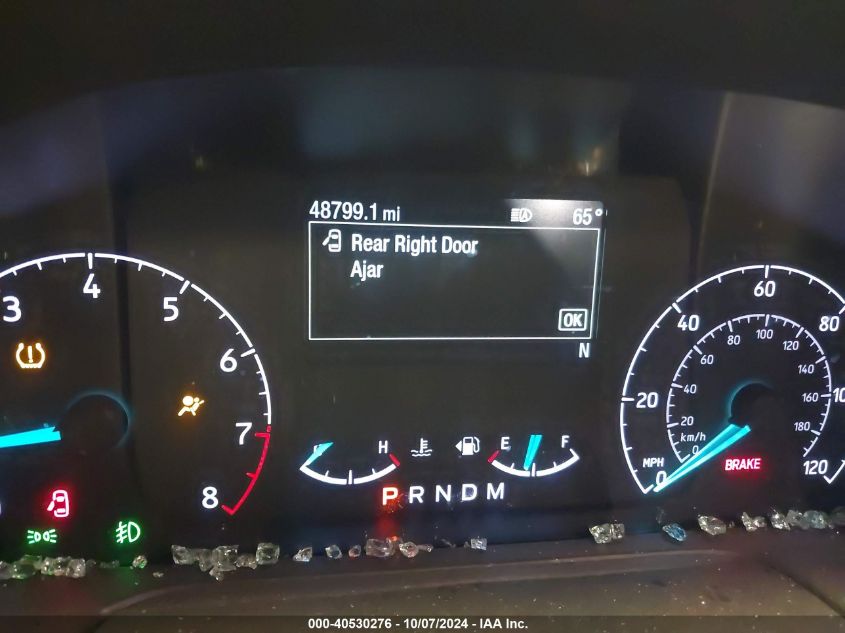 48799.1 mi 65°
Rear Right Door
Ajar
OK
N
3 4 5 6 7 8
H
E F
P R N D M
20 40 60 80 120
MPH 0
20 40 60 80 100 120 140 160 180
km/h 0
BRAKE
000-40530276 - 10/07/2024 - IAA Inc.